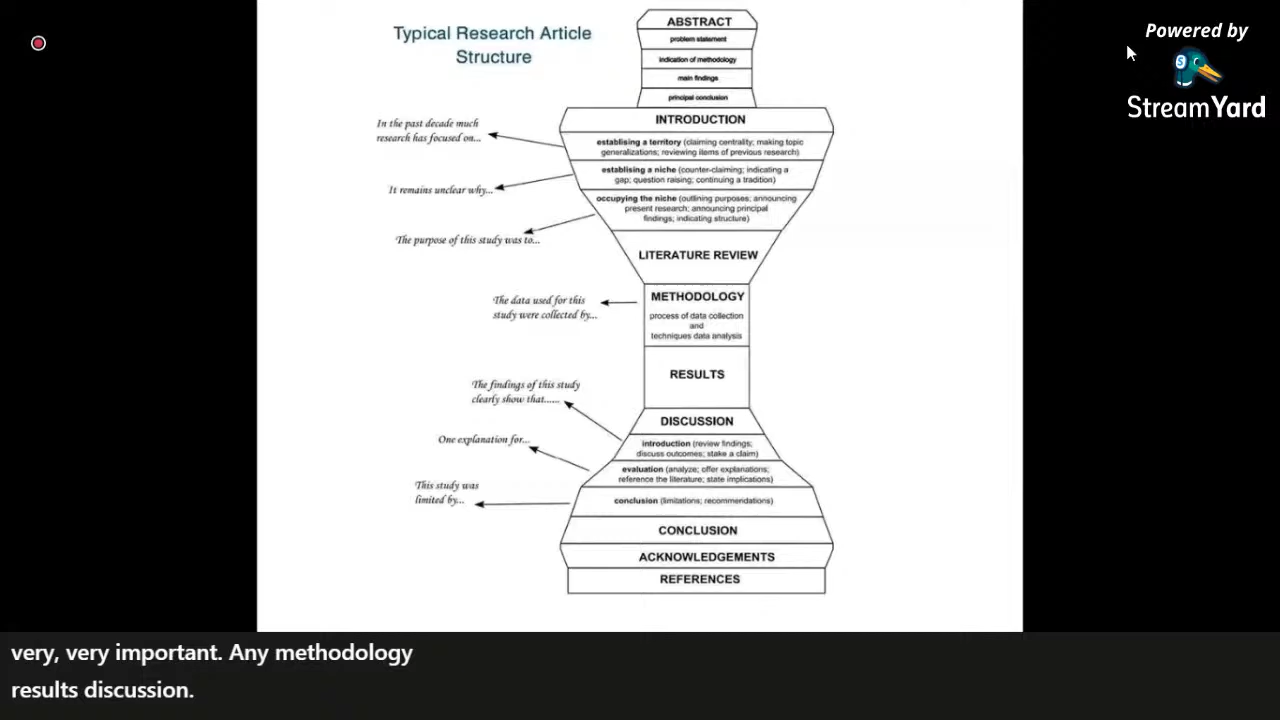 Typical Research Article
Structure
Powered by
StreamYard
ABSTRACT
problem statement
indication of methodology
main findings
principal conclusion
INTRODUCTION
In the past decade much
research has focused on...
establising a territory (claiming centrality; making topic
generalizations; reviewing items of previous research)
It remains unclear why...
establising a niche (counter-claiming; indicating a
gap; question raising; continuing a tradition)
The purpose of this study was to...
occupying the niche (outlining purposes; announcing
present research; announcing principal
findings; indicating structure)
LITERATURE REVIEW
The data used for this
study were collected by...
METHODOLOGY
process of data collection
and
techniques data analysis
RESULTS
The findings of this study
clearly show that......
DISCUSSION
introduction (review findings;
discuss outcomes; stake a claim)
One explanation for...
evaluation (analyze; offer explanations;
reference the literature; state implications)
This study was
limited by...
conclusion (limitations; recommendations)
CONCLUSION
ACKNOWLEDGEMENTS
REFERENCES
very, very important. Any methodology
results discussion.